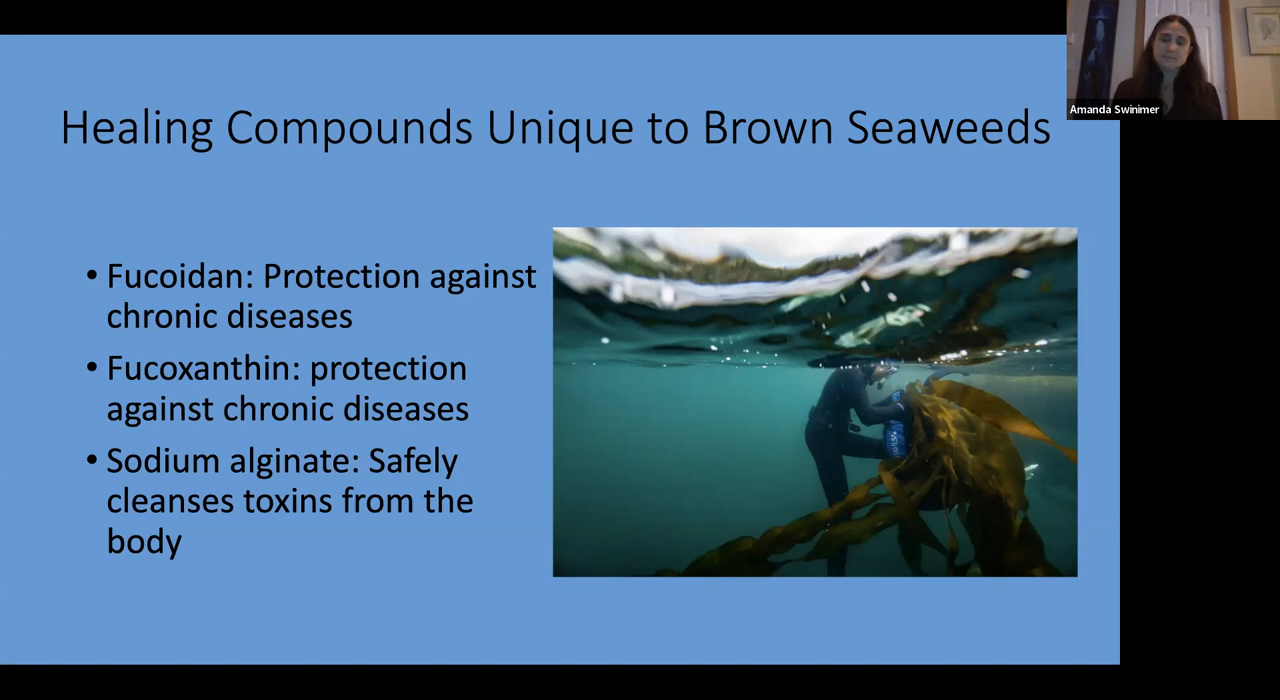 Healing Compounds Unique to Brown Seaweeds
Amanda Swinimer
• Fucoidan: Protection against
chronic diseases
• Fucoxanthin: protection
against chronic diseases
• Sodium alginate: Safely
cleanses toxins from the
body